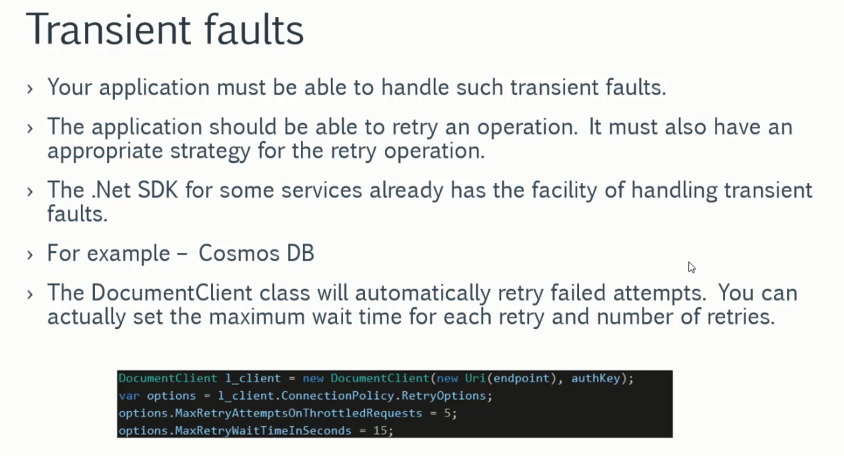 Transient faults
› Your application must be able to handle such transient faults.
› The application should be able to retry an operation. It must also have an
appropriate strategy for the retry operation.
› The .Net SDK for some services already has the facility of handling transient
faults.
› For example – Cosmos DB
› The DocumentClient class will automatically retry failed attempts. You can
actually set the maximum wait time for each retry and number of retries.
DocumentClient l_client = new DocumentClient(new Uri(endpoint), authKey);
var options = l_client.ConnectionPolicy.RetryOptions;
options.MaxRetryAttemptsOnThrottledRequests = 5;
options.MaxRetryWaitTimeInSeconds = 15;